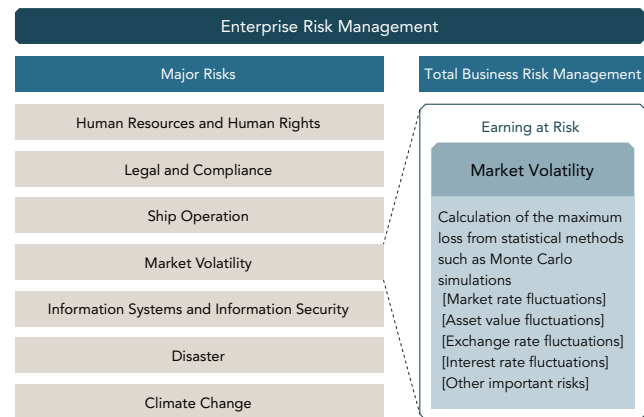 Enterprise Risk Management
Major Risks
Human Resources and Human Rights
Legal and Compliance
Ship Operation
Market Volatility
Information Systems and Information Security
Disaster
Climate Change
Total Business Risk Management
Earning at Risk
Market Volatility
Calculation of the maximum
loss from statistical methods
such as Monte Carlo
simulations
[Market rate fluctuations]
[Asset value fluctuations]
[Exchange rate fluctuations]
[Interest rate fluctuations]
[Other important risks]